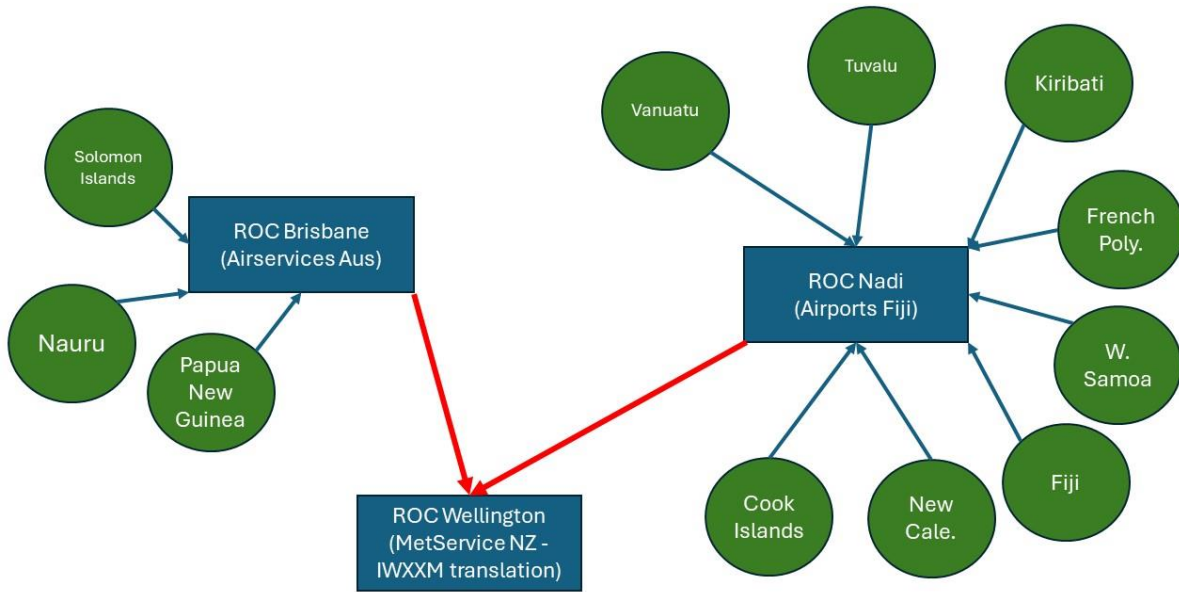 Solomon
Islands
Nauru
Papua
New
Guinea
ROC Brisbane
(Airservices Aus)
Vanuatu
Tuvalu
Kiribati
French
Poly.
W.
Samoa
Fiji
New
Cale.
Cook
Islands
ROC Nadi
(Airports Fiji)
ROC Wellington
(MetService NZ -
IWXXM translation)